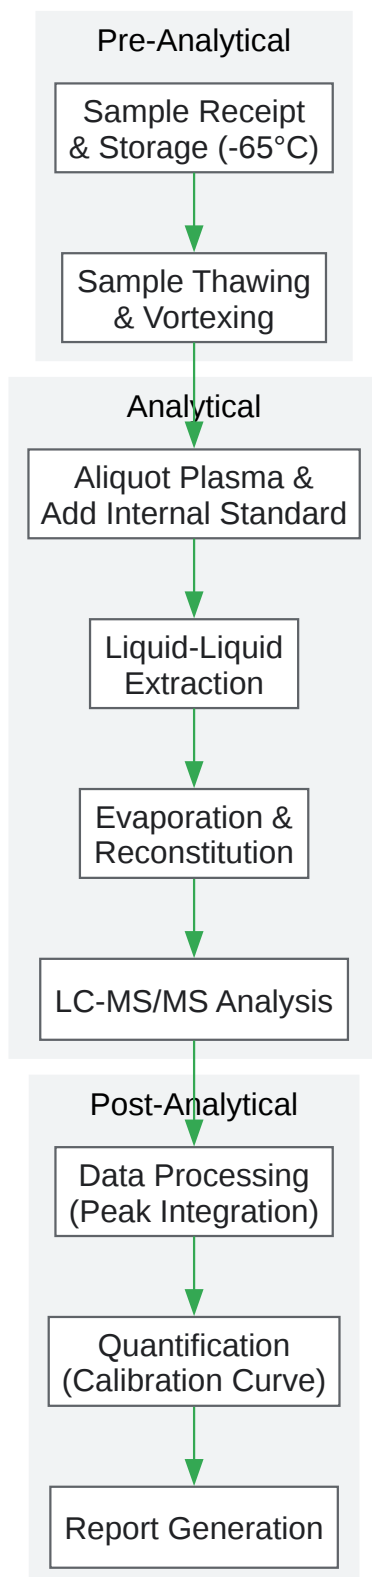 Pre-Analytical
Sample Receipt
& Storage (-65°C)
Sample Thawing
& Vortexing
Analytical
Aliquot Plasma &
Add Internal Standard
Liquid-Liquid
Extraction
Evaporation &
Reconstitution
LC-MS/MS Analysis
Post-Analytical
Data Processing
(Peak Integration)
Quantification
(Calibration Curve)
Report Generation